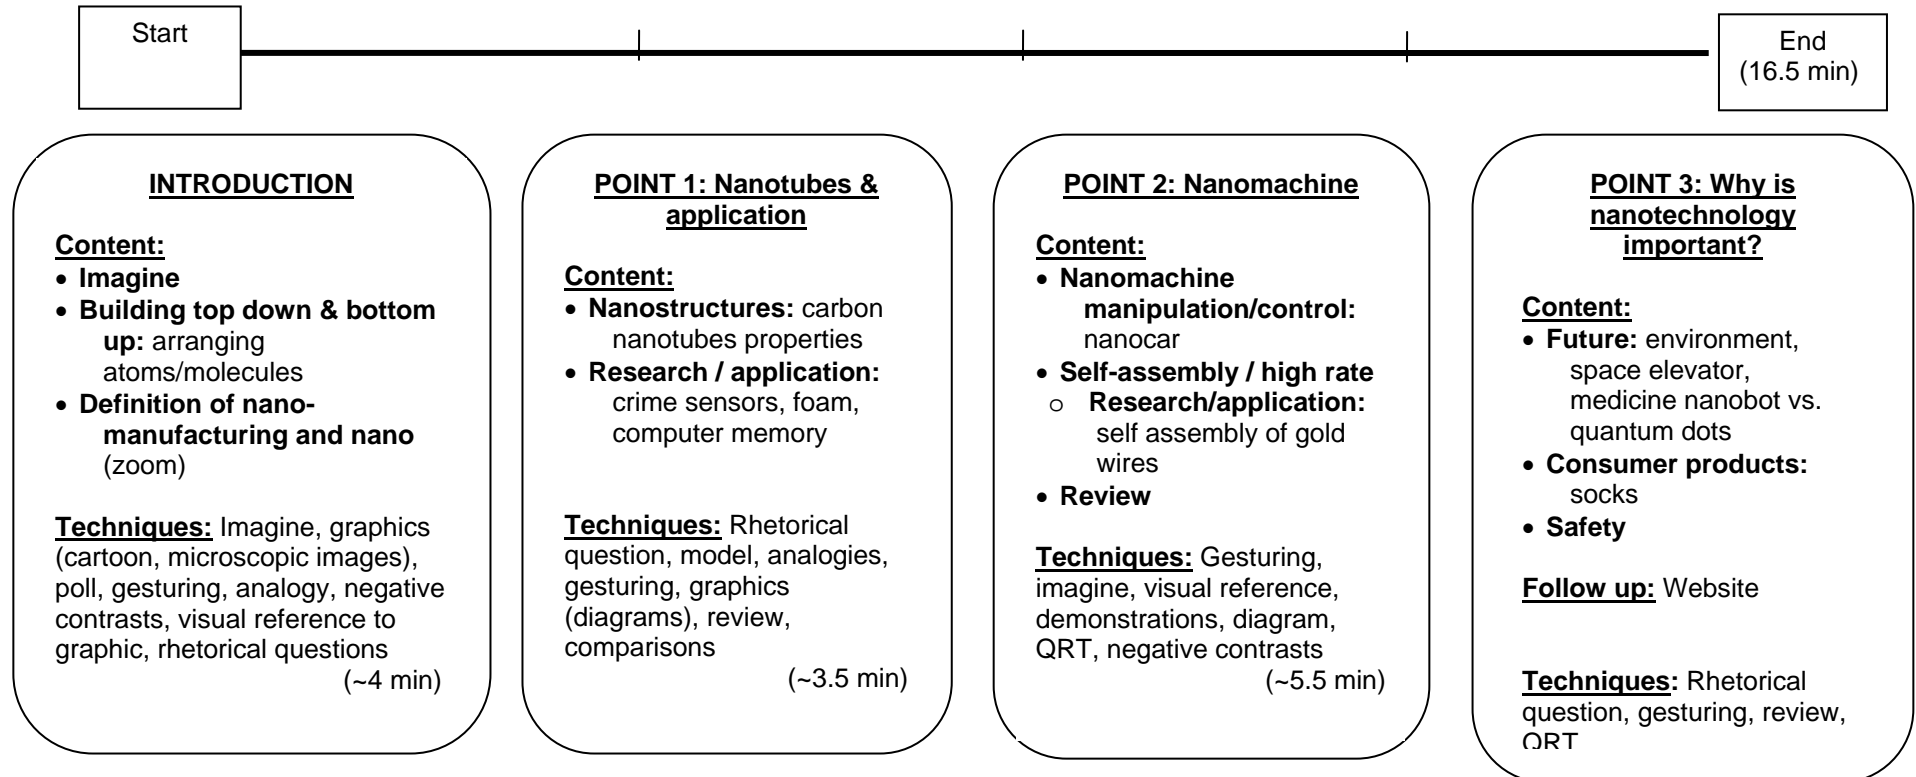 Start
End
(16.5 min)
INTRODUCTION
Content:
• Imagine
• Building top down & bottom
up: arranging
atoms/molecules
• Definition of nano-
manufacturing and nano
(zoom)
Techniques: Imagine, graphics
(cartoon, microscopic images),
poll, gesturing, analogy, negative
contrasts, visual reference to
graphic, rhetorical questions
(~4 min)
POINT 1: Nanotubes &
application
Content:
• Nanostructures: carbon
nanotubes properties
• Research / application:
crime sensors, foam,
computer memory
Techniques: Rhetorical
question, model, analogies,
gesturing, graphics
(diagrams), review,
comparisons
(~3.5 min)
POINT 2: Nanomachine
Content:
• Nanomachine
manipulation/control:
nanocar
• Self-assembly / high rate
o Research/application:
self assembly of gold
wires
• Review
Techniques: Gesturing,
imagine, visual reference,
demonstrations, diagram,
QRT, negative contrasts
(~5.5 min)
POINT 3: Why is
nanotechnology
important?
Content:
• Future: environment,
space elevator,
medicine nanobot vs.
quantum dots
• Consumer products:
socks
• Safety
Follow up: Website
Techniques: Rhetorical
question, gesturing, review,
QRT